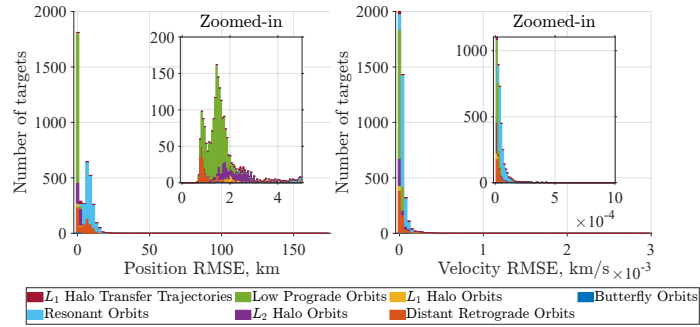 Zoomed-in
Zoomed-in
Number of targets
2000
1500
1000
500
0
200
150
100
50
0
0
2
4
0
50
100
150
Position RMSE, km
Number of targets
2000
1500
1000
500
0
1000
500
0
0
5
10
×10⁻⁴
0
1
2
3
Velocity RMSE, km/s ×10⁻³
L₁ Halo Transfer Trajectories
Low Prograde Orbits
L₁ Halo Orbits
Butterfly Orbits
Resonant Orbits
L₂ Halo Orbits
Distant Retrograde Orbits